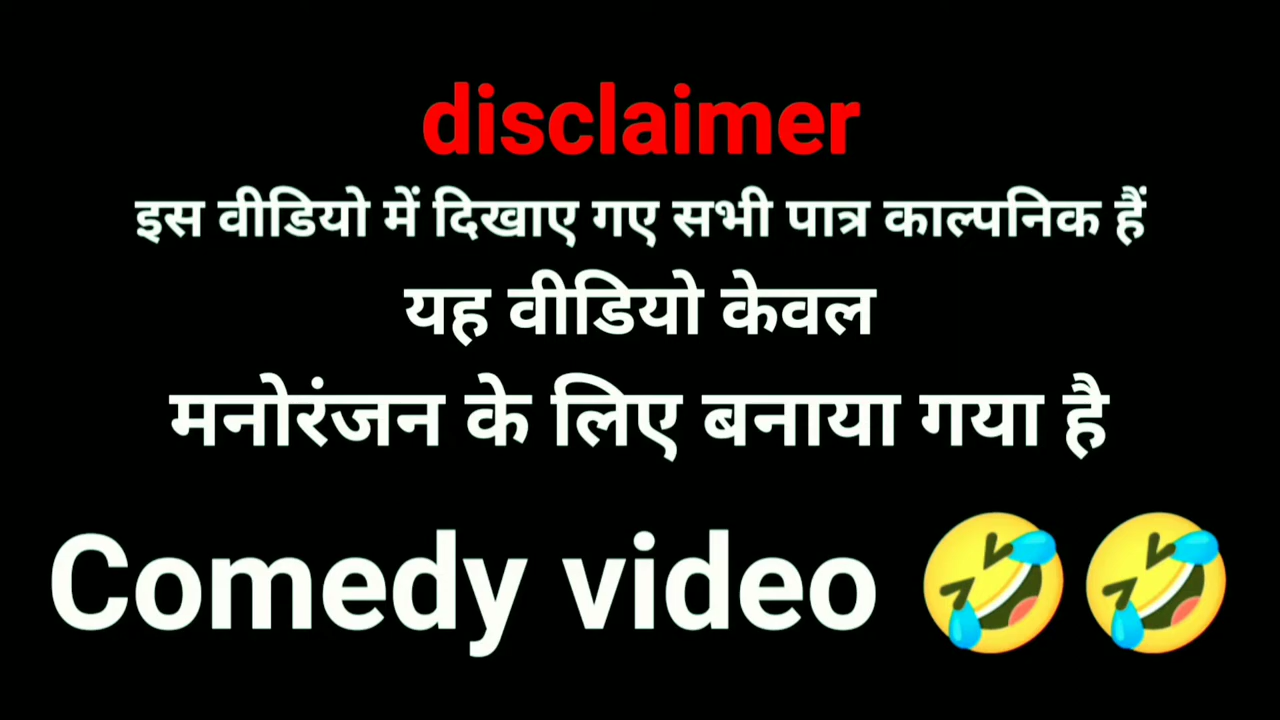 disclaimer
इस वीडियो में दिखाए गए सभी पात्र काल्पनिक हैं
यह वीडियो केवल
मनोरंजन के लिए बनाया गया है
Comedy video 🤣🤣